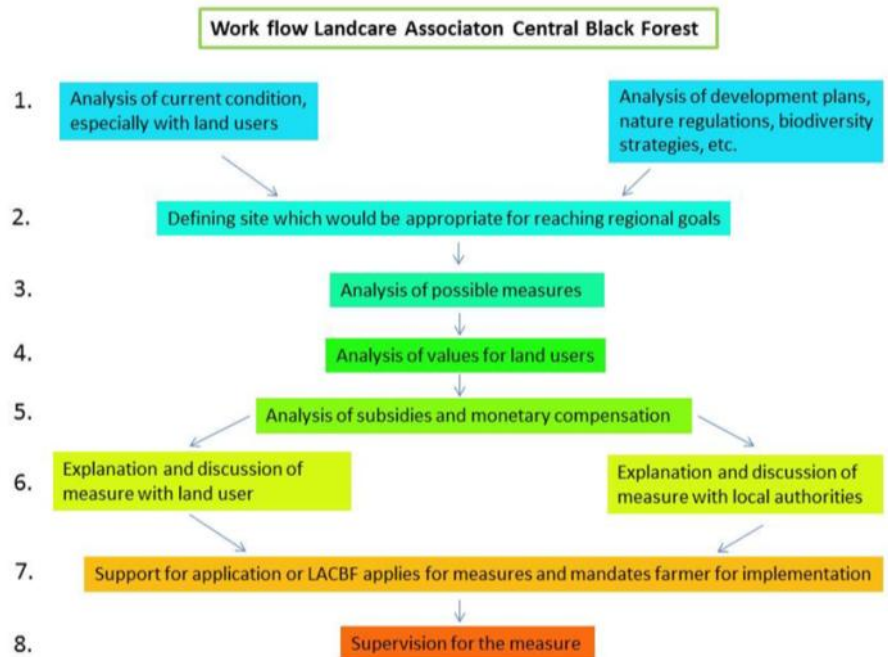 Work flow Landcare Associaton Central Black Forest
1.
Analysis of current condition,
especially with land users
Analysis of development plans,
nature regulations, biodiversity
strategies, etc.
2.
Defining site which would be appropriate for reaching regional goals
3.
Analysis of possible measures
4.
Analysis of values for land users
5.
Analysis of subsidies and monetary compensation
6.
Explanation and discussion of
measure with land user
Explanation and discussion of
measure with local authorities
7.
Support for application or LACBF applies for measures and mandates farmer for implementation
8.
Supervision for the measure